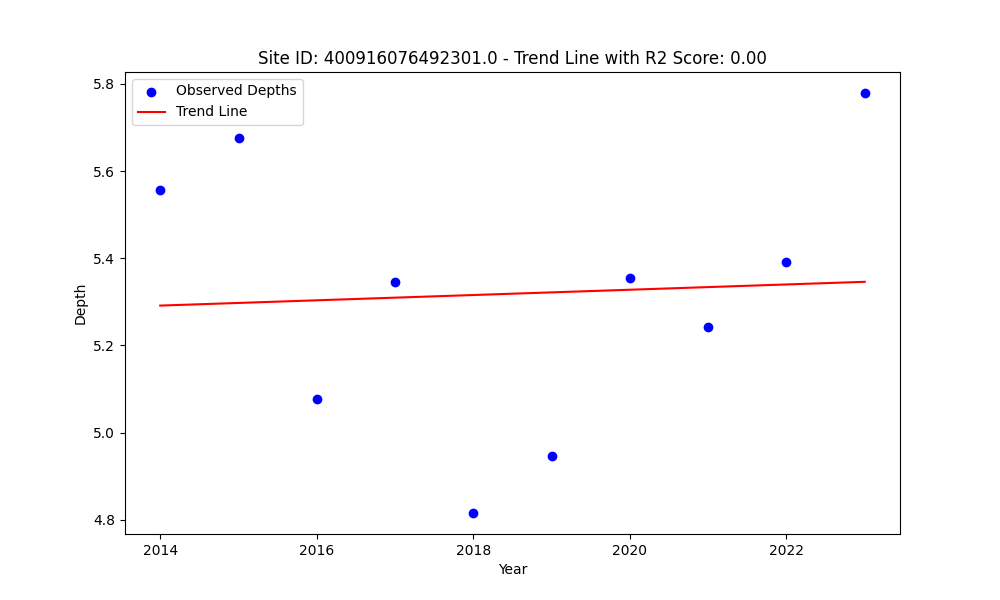 Site ID: 400916076492301.0 - Trend Line with R2 Score: 0.00
Observed Depths
Trend Line
5.8
5.6
5.4
5.2
5.0
4.8
Depth
2014
2016
2018
2020
2022
Year